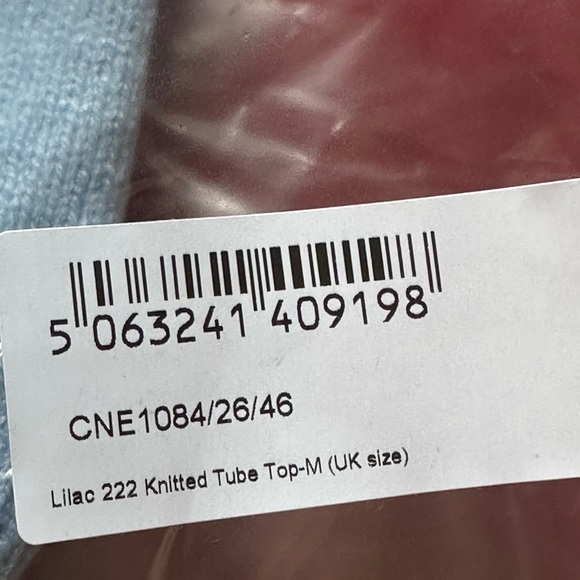 5 063241 409198
CNE1084/26/46
Lilac 222 Knitted Tube Top-M (UK size)